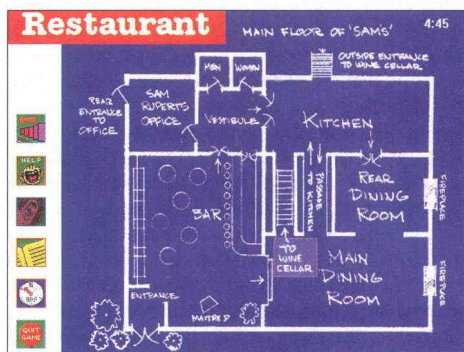 Restaurant
MAIN FLOOR OF 'SAM'S'
4:45
OUTSIDE ENTRANCE
TO WINE CELLAR
MEN
WOMEN
REAR
ENTRANCE
TO
OFFICE
SAM
RUPERT'S
OFFICE
VESTIBULE
KITCHEN
HELP
PASSAGE
TO KITCHEN
REAR
DINING
ROOM
FIREPLACE
BAR
TO
WINE
CELLAR
MAIN
DINING
ROOM
FIREPLACE
ENTRANCE
MAITRE D'
QUIT
GAME